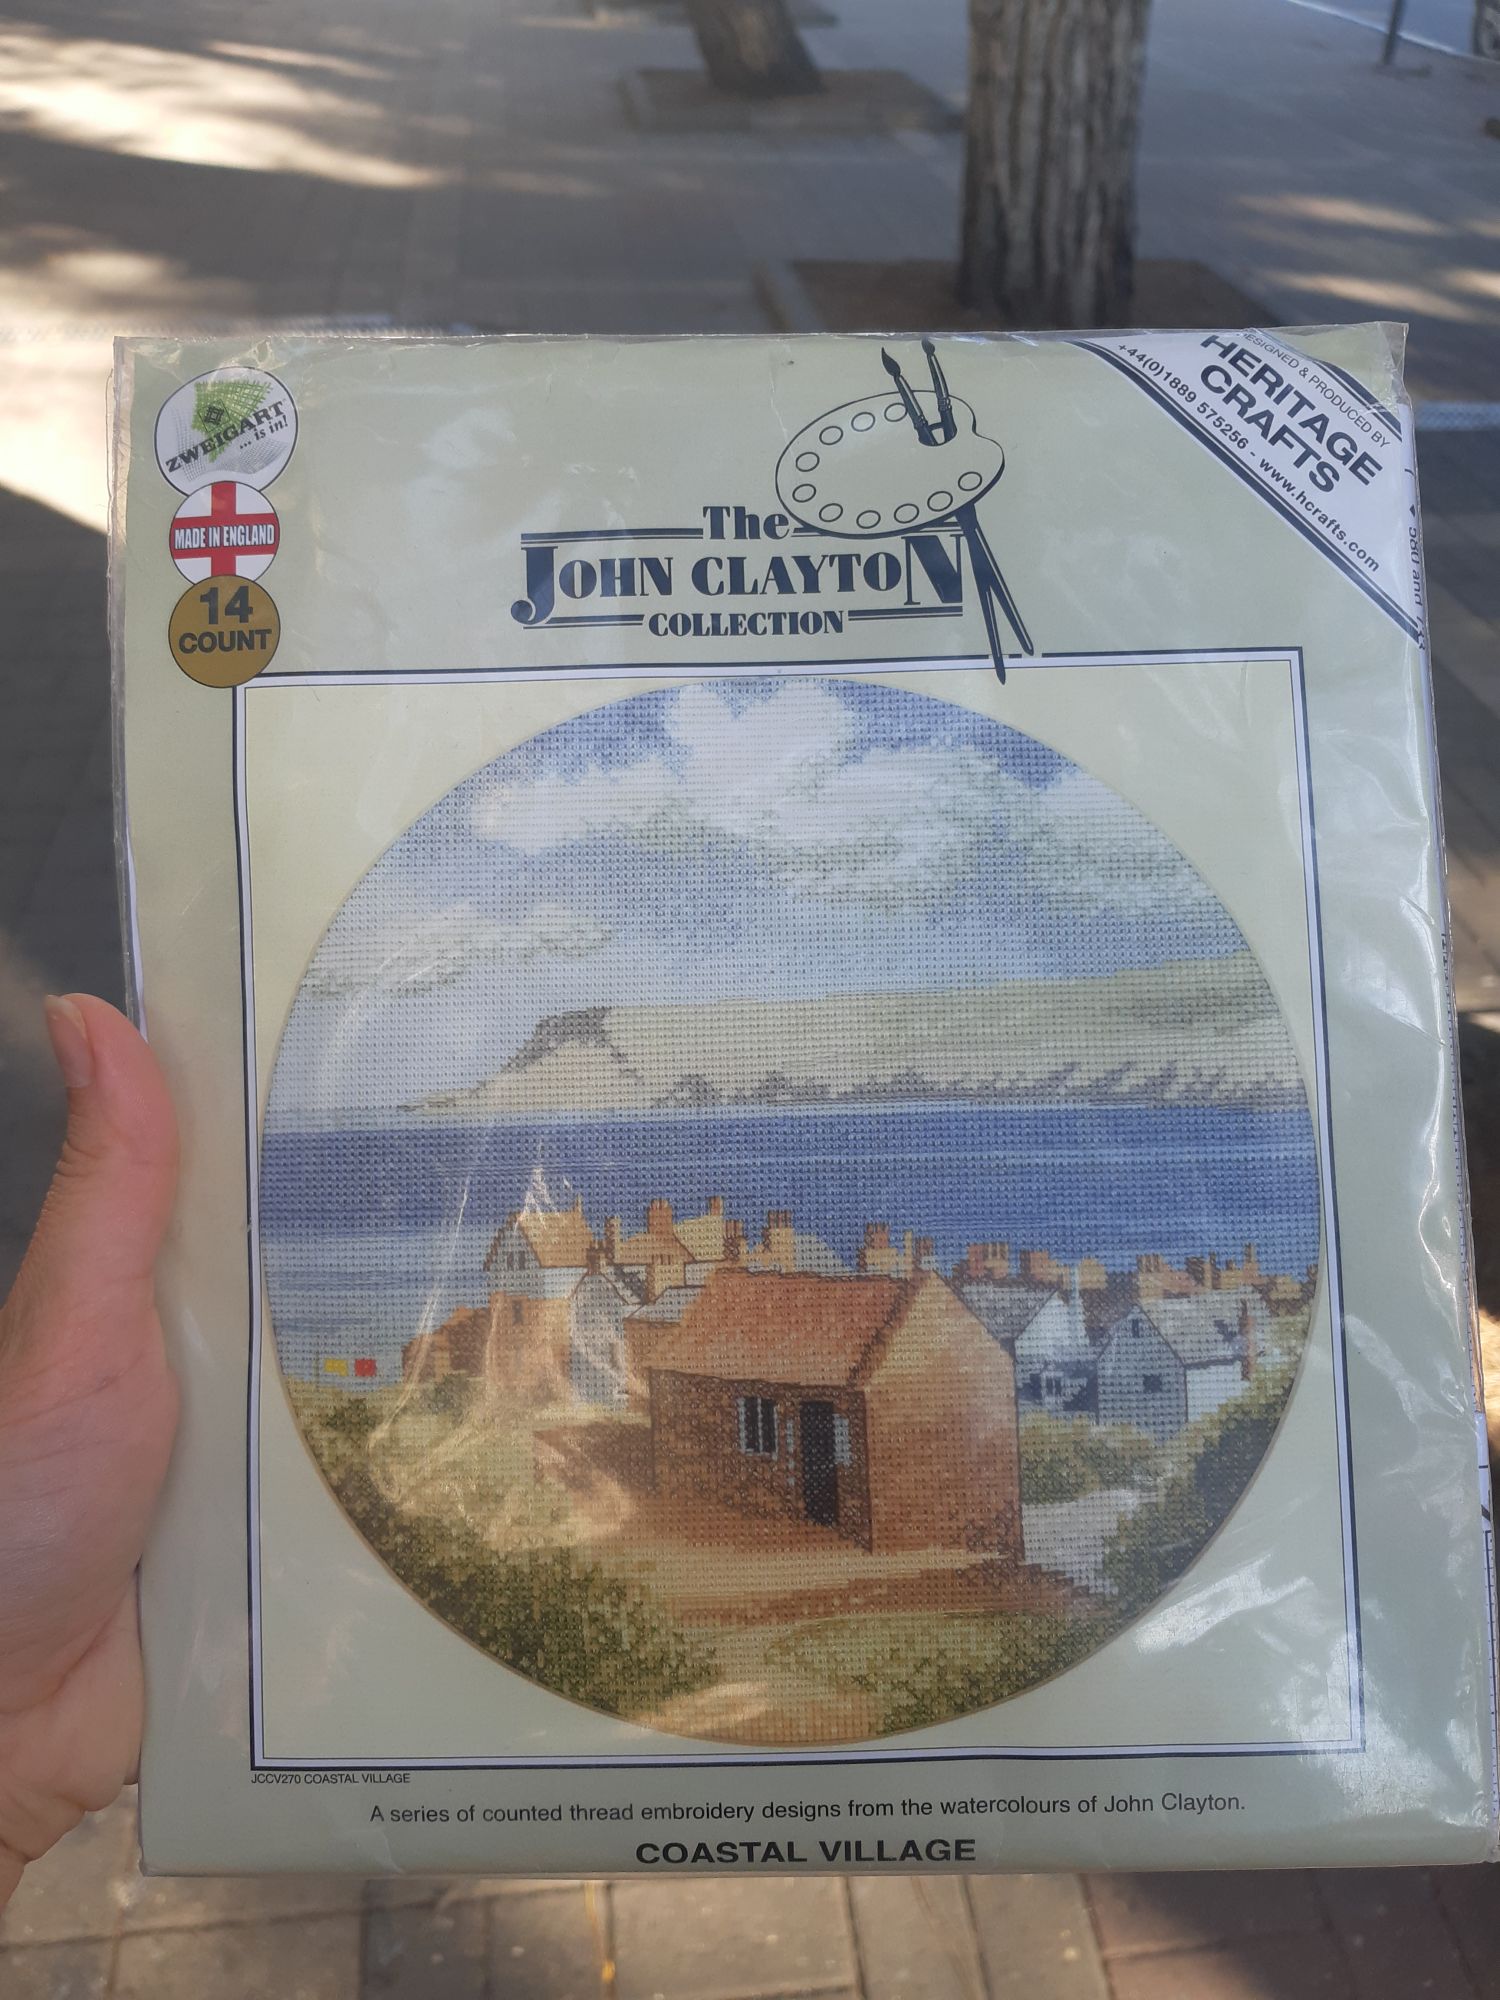 ZWEIGART
... is in!
MADE IN ENGLAND
14
COUNT
The
JOHN CLAYTON
COLLECTION
DESIGNED & PRODUCED BY
HERITAGE
CRAFTS
+44(0)1889 575256 - www.hcrafts.com
580 and
JCCV270 COASTAL VILLAGE
A series of counted thread embroidery designs from the watercolours of John Clayton.
COASTAL VILLAGE